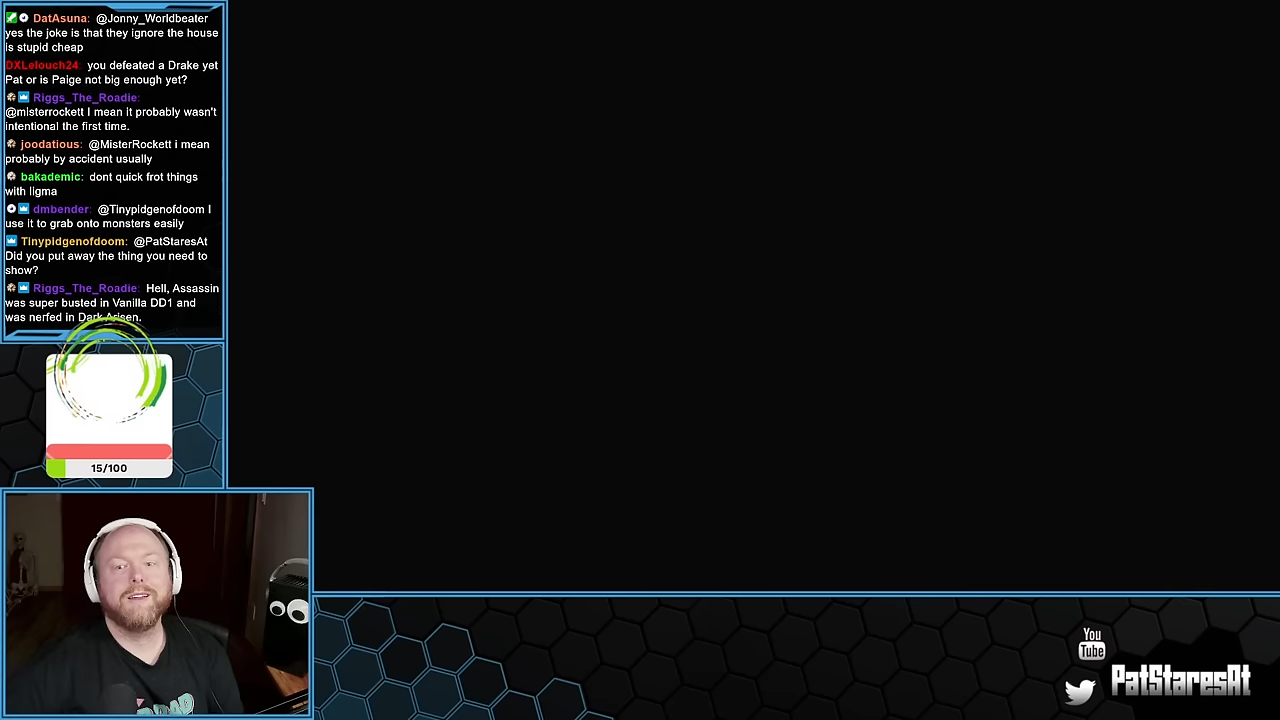 DatAsuna: @Jonny_Worldbeater
yes the joke is that they ignore the house
is stupid cheap
DXLelouch24: you defeated a Drake yet
Pat or is Paige not big enough yet?
Riggs_The_Roadie:
@misterrockett I mean it probably wasn't
intentional the first time.
joodatious: @MisterRockett i mean
probably by accident usually
bakademic: dont quick frot things
with ligma
dmbender: @Tinypidgenofdoom I
use it to grab onto monsters easily
Tinypidgenofdoom: @PatStaresAt
Did you put away the thing you need to
show?
Riggs_The_Roadie: Hell, Assassin
was super busted in Vanilla DD1 and
was nerfed in Dark Arisen.
15/100
You
Tube
PatStaresAt